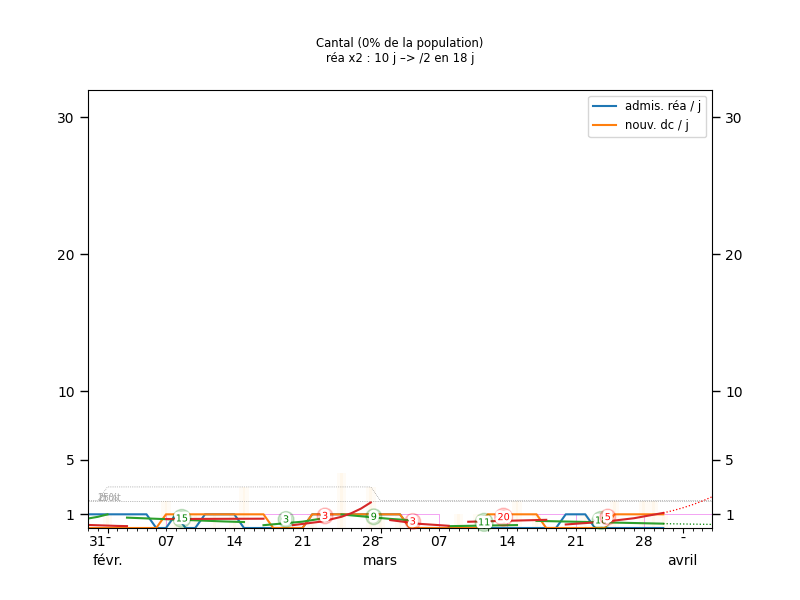 Cantal (0% de la population)
réa x2 : 10 j –> /2 en 18 j
admis. réa / j
nouv. dc / j
30 30
20 20
10 10
5 5
1 1
15 3 3 9 3 11 20 5
31 07 14 21 28 07 14 21 28
févr. mars avril